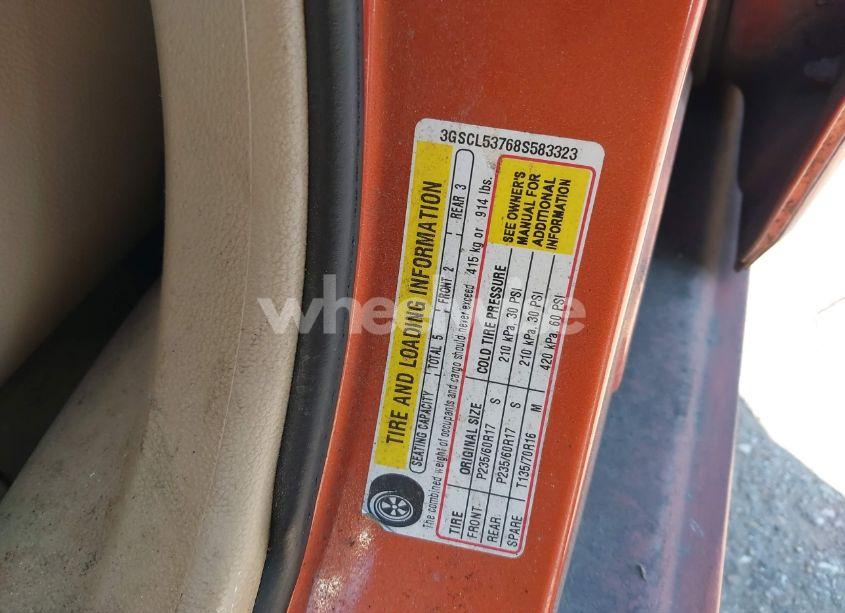 3GSCL53768S583323
TIRE AND LOADING INFORMATION
SEATING CAPACITY TOTAL 5 FRONT 2 REAR 3
The combined weight of occupants and cargo should never exceed 415 kg or 914 lbs.
TIRE ORIGINAL SIZE COLD TIRE PRESSURE
FRONT P235/60R17 S 210 kPa, 30 PSI
REAR P235/60R17 S 210 kPa, 30 PSI
SPARE T135/70R16 M 420 kPa, 60 PSI
SEE OWNER'S
MANUAL FOR
ADDITIONAL
INFORMATION